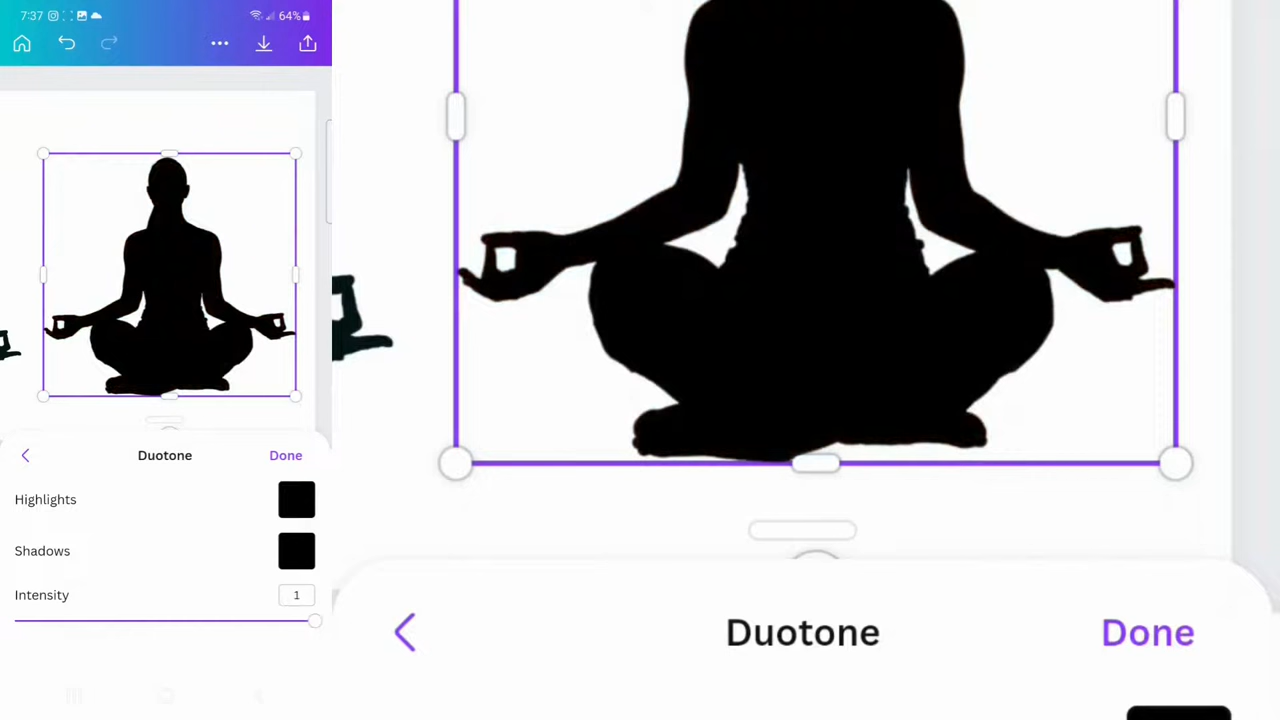 7:37
64%
Duotone
Done
Highlights
Shadows
Intensity
1
Duotone
Done